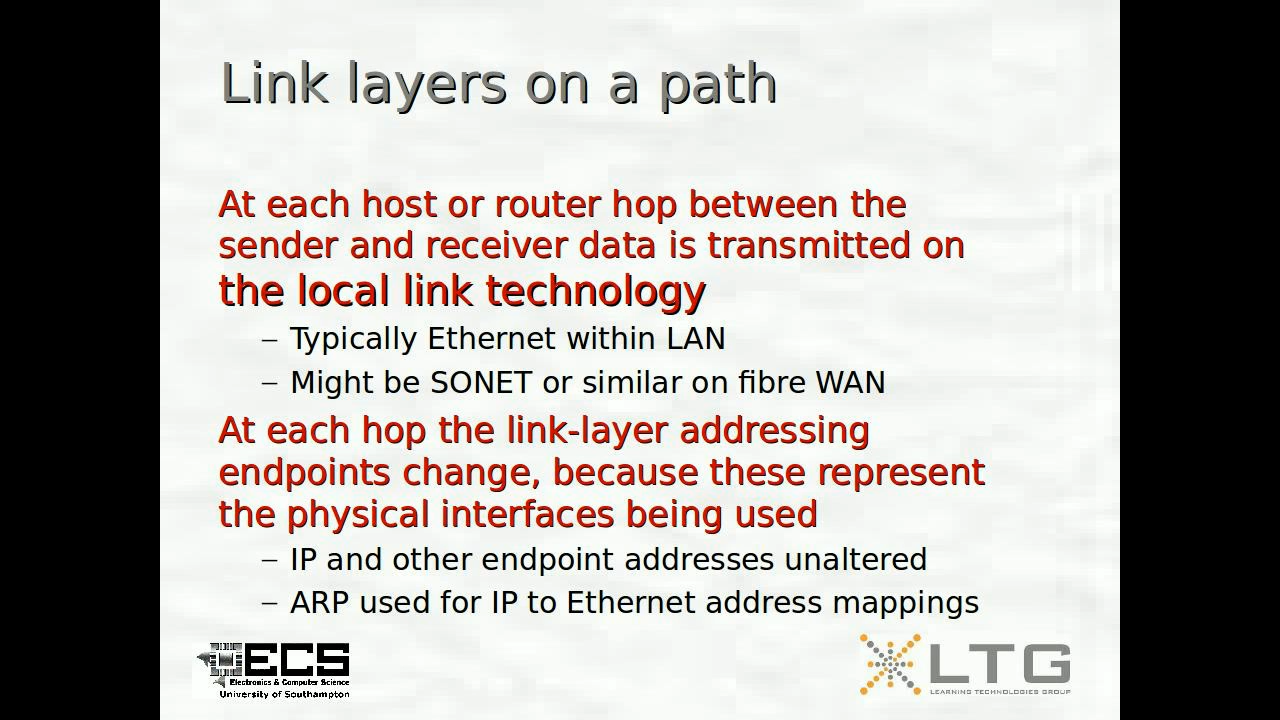 Link layers on a path
At each host or router hop between the
sender and receiver data is transmitted on
the local link technology
– Typically Ethernet within LAN
– Might be SONET or similar on fibre WAN
At each hop the link-layer addressing
endpoints change, because these represent
the physical interfaces being used
– IP and other endpoint addresses unaltered
– ARP used for IP to Ethernet address mappings
ECS
Electronics & Computer Science
University of Southampton
LTG
LEARNING TECHNOLOGIES GROUP